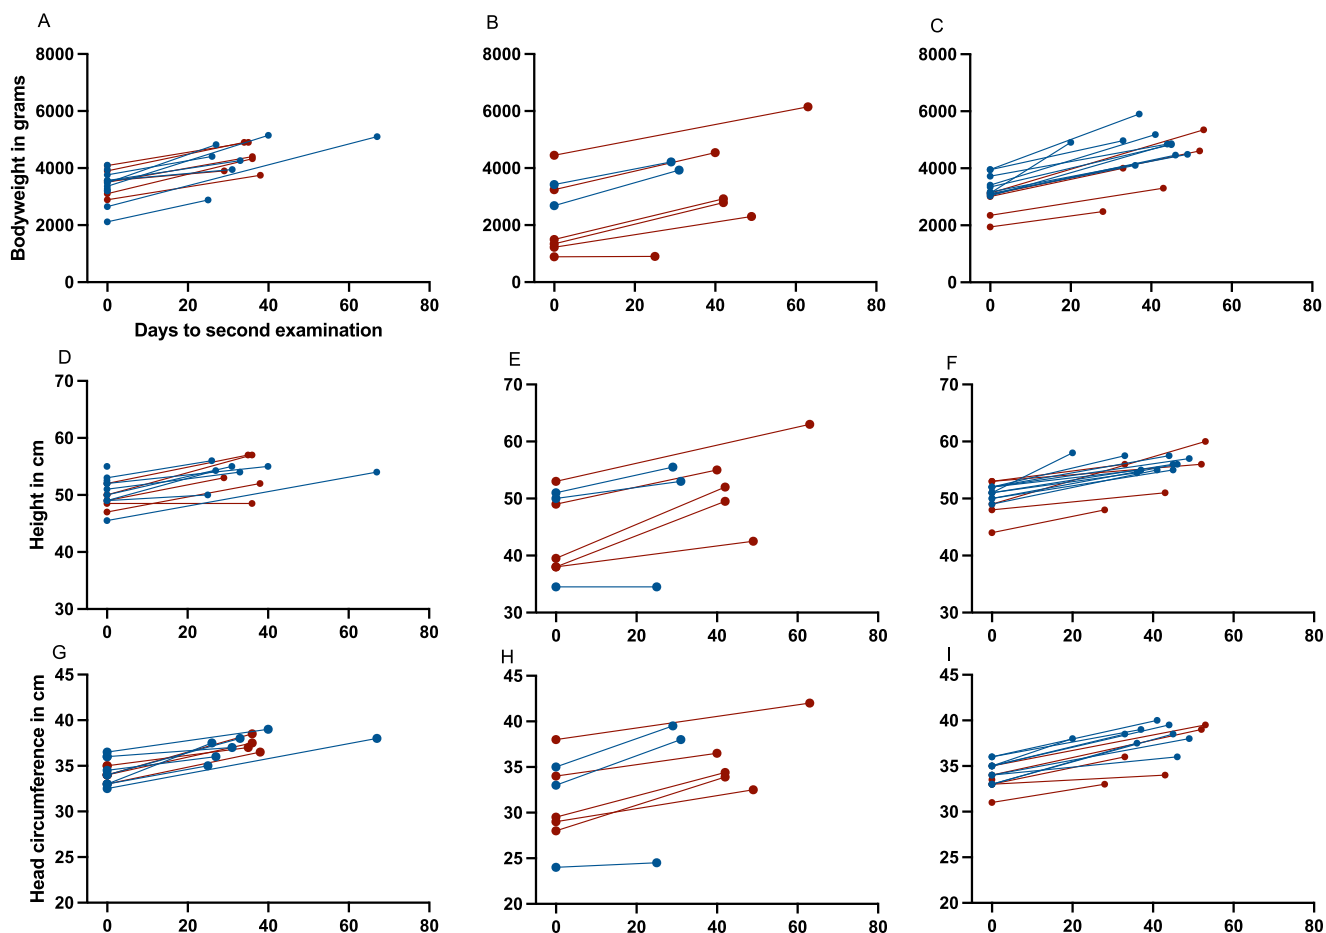 A
B
C
8000
6000
4000
2000
0
Bodyweight in grams
0 20 40 60 80
Days to second examination
8000
6000
4000
2000
0
0 20 40 60 80
8000
6000
4000
2000
0
0 20 40 60 80
D
E
F
70
60
50
40
30
Height in cm
0 20 40 60 80
70
60
50
40
30
0 20 40 60 80
70
60
50
40
30
0 20 40 60 80
G
H
I
45
40
35
30
25
20
Head circumference in cm
0 20 40 60 80
45
40
35
30
25
20
0 20 40 60 80
45
40
35
30
25
20
0 20 40 60 80